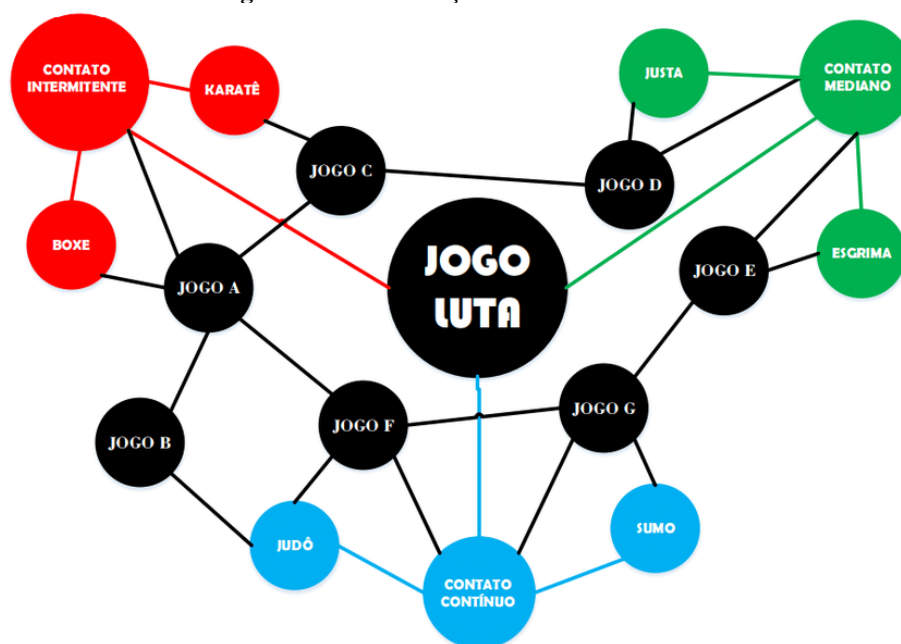 CONTATO
INTERMITENTE
KARATÊ
JUSTA
CONTATO
MEDIANO
JOGO C
JOGO D
BOXE
JOGO A
JOGO
LUTA
JOGO E
ESGRIMA
JOGO B
JOGO F
JOGO G
JUDÔ
CONTATO
CONTÍNUO
SUMO